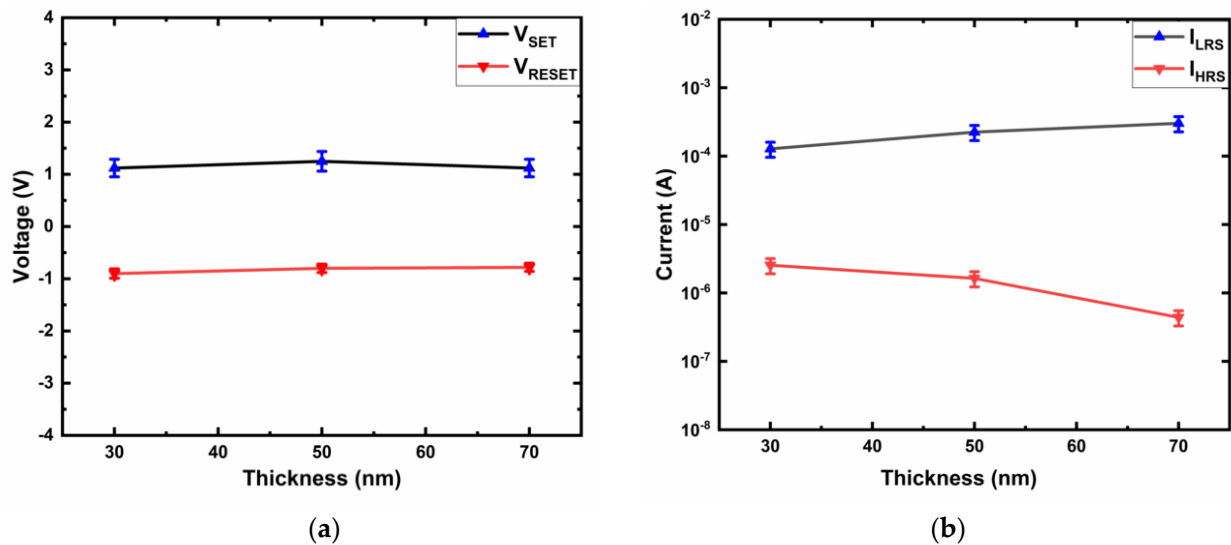 V_SET
V_RESET
4
3
2
1
0
-1
-2
-3
-4
Voltage (V)
30
40
50
60
70
Thickness (nm)
(a)
I_LRS
I_HRS
10^-2
10^-3
10^-4
10^-5
10^-6
10^-7
10^-8
Current (A)
30
40
50
60
70
Thickness (nm)
(b)